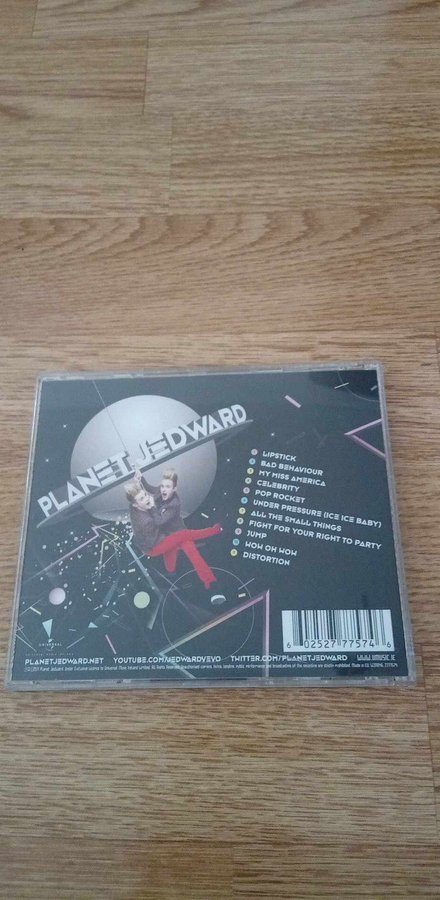 PLANET JEDWARD
LIPSTICK
BAD BEHAVIOUR
MY MISS AMERICA
CELEBRITY
POP ROCKET
UNDER PRESSURE (ICE ICE BABY)
ALL THE SMALL THINGS
FIGHT FOR YOUR RIGHT TO PARTY
JUMP
WOW OH WOW
DISTORTION
6 02527 77574 6
UNIVERSAL
PLANETJEDWARD.NET YOUTUBE.COM/JEDWARDVEVO TWITTER.COM/PLANETJEDWARD